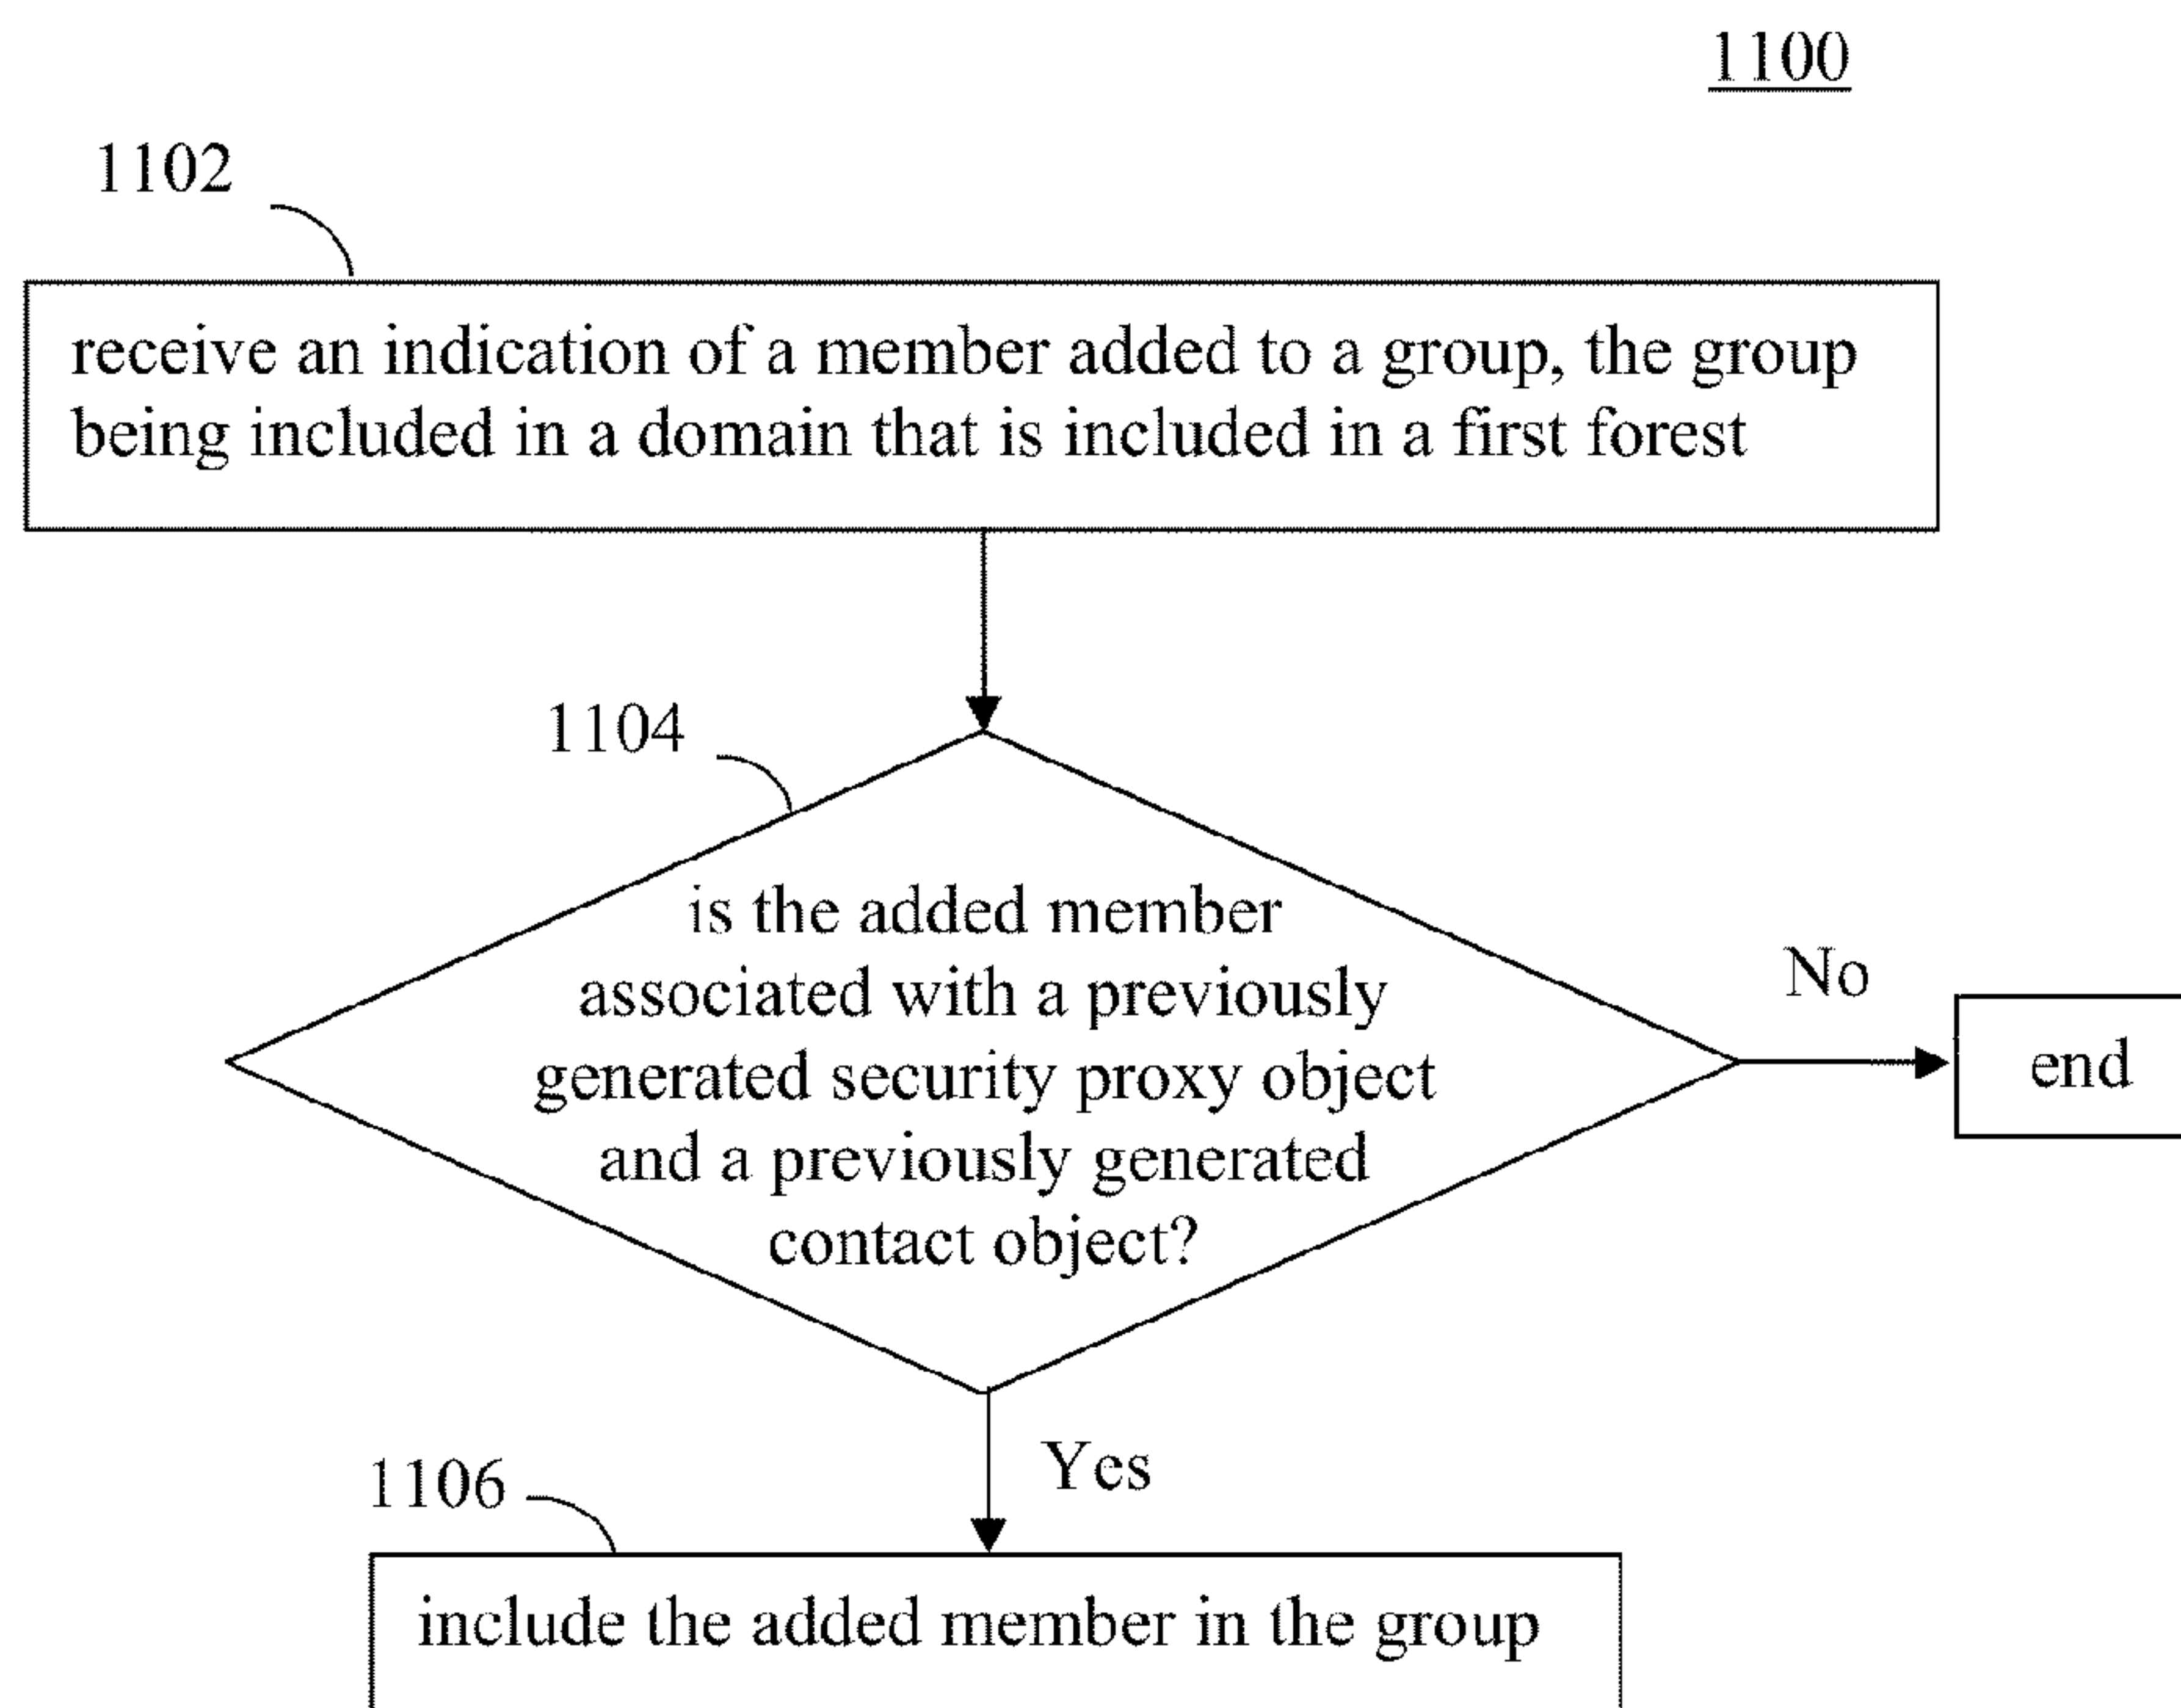 1100
1102
receive an indication of a member added to a group, the group
being included in a domain that is included in a first forest
1104
is the added member
associated with a previously
generated security proxy object
and a previously generated
contact object?
No
end
Yes
1106
include the added member in the group